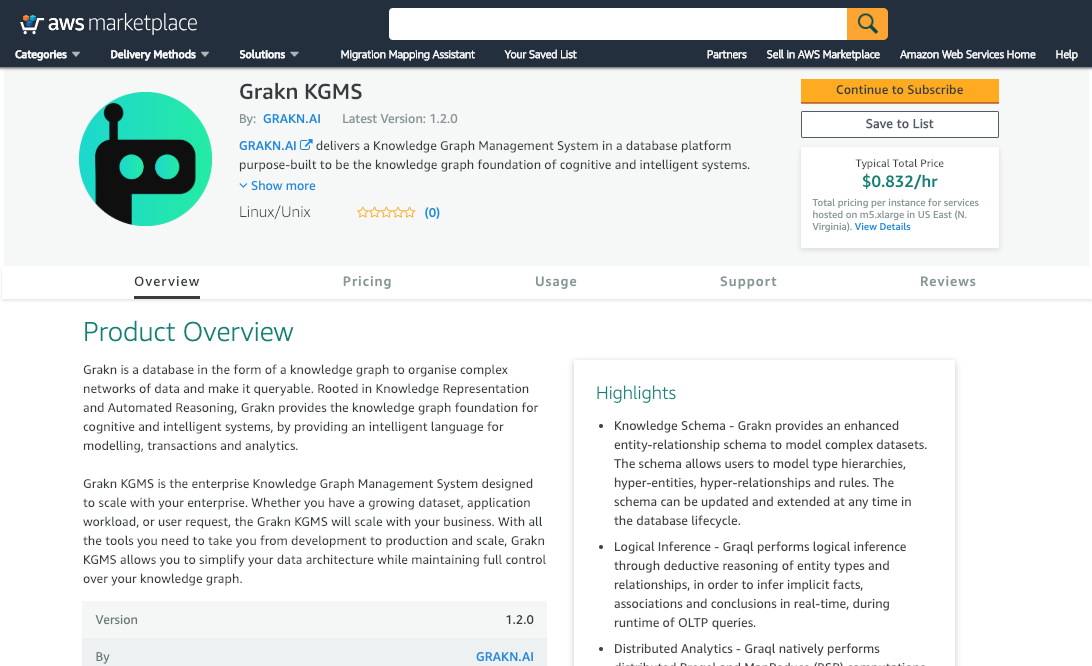 aws marketplace
Categories Delivery Methods Solutions Migration Mapping Assistant Your Saved List Partners Sell in AWS Marketplace Amazon Web Services Home Help
Grakn KGMS
By: GRAKN.AI Latest Version: 1.2.0
GRAKN.AI delivers a Knowledge Graph Management System in a database platform
purpose-built to be the knowledge graph foundation of cognitive and intelligent systems.
Show more
Linux/Unix (0)
Continue to Subscribe
Save to List
Typical Total Price
$0.832/hr
Total pricing per instance for services
hosted on m5.xlarge in US East (N.
Virginia). View Details
Overview Pricing Usage Support Reviews
Product Overview
Grakn is a database in the form of a knowledge graph to organise complex
networks of data and make it queryable. Rooted in Knowledge Representation
and Automated Reasoning, Grakn provides the knowledge graph foundation for
cognitive and intelligent systems, by providing an intelligent language for
modelling, transactions and analytics.
Grakn KGMS is the enterprise Knowledge Graph Management System designed
to scale with your enterprise. Whether you have a growing dataset, application
workload, or user request, the Grakn KGMS will scale with your business. With all
the tools you need to take you from development to production and scale, Grakn
KGMS allows you to simplify your data architecture while maintaining full control
over your knowledge graph.
Version 1.2.0
By GRAKN.AI
Highlights
• Knowledge Schema - Grakn provides an enhanced
entity-relationship schema to model complex datasets.
The schema allows users to model type hierarchies,
hyper-entities, hyper-relationships and rules. The
schema can be updated and extended at any time in
the database lifecycle.
• Logical Inference - Graql performs logical inference
through deductive reasoning of entity types and
relationships, in order to infer implicit facts,
associations and conclusions in real-time, during
runtime of OLTP queries.
• Distributed Analytics - Graql natively performs
distributed Pregel and MapReduce (BSP) computations